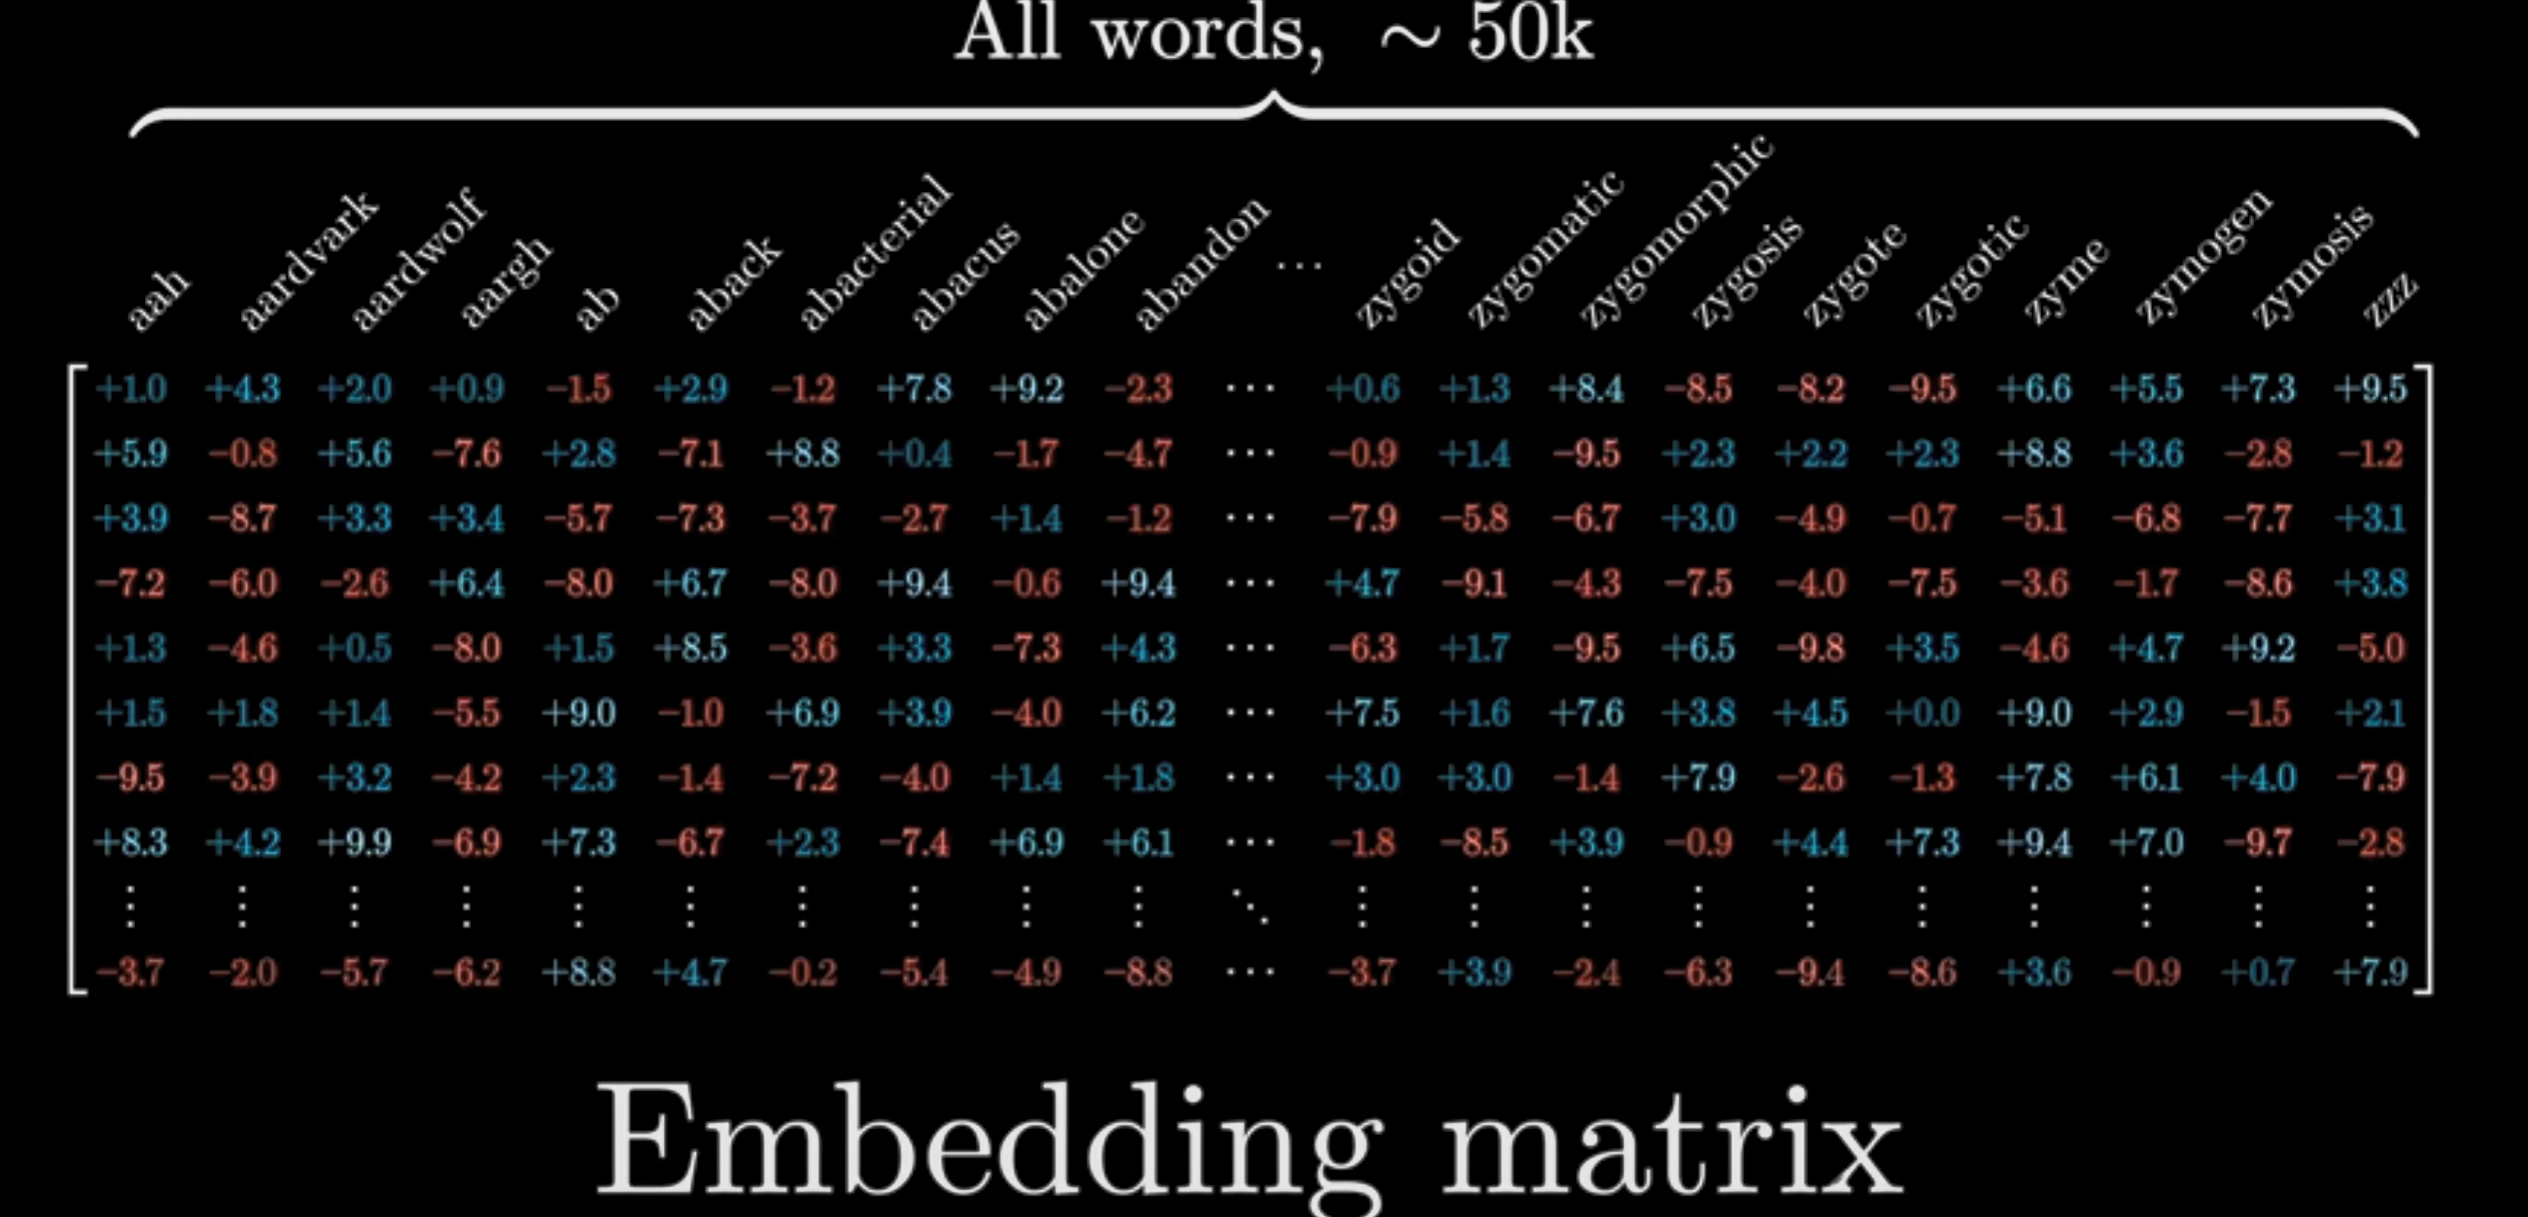 All words, ∼ 50k
aah aardvark aardwolf aargh ab aback abacterial abacus abalone abandon ⋯ zygoid zygomatic zygomorphic zygosis zygote zygotic zyme zymogen zymosis zzz
+1.0 +4.3 +2.0 +0.9 −1.5 +2.9 −1.2 +7.8 +9.2 −2.3 ⋯ +0.6 +1.3 +8.4 −8.5 −8.2 −9.5 +6.6 +5.5 +7.3 +9.5
+5.9 −0.8 +5.6 −7.6 +2.8 −7.1 +8.8 +0.4 −1.7 −4.7 ⋯ −0.9 +1.4 −9.5 +2.3 +2.2 +2.3 +8.8 +3.6 −2.8 −1.2
+3.9 −8.7 +3.3 +3.4 −5.7 −7.3 −3.7 −2.7 +1.4 −1.2 ⋯ −7.9 −5.8 −6.7 +3.0 −4.9 −0.7 −5.1 −6.8 −7.7 +3.1
−7.2 −6.0 −2.6 +6.4 −8.0 +6.7 −8.0 +9.4 −0.6 +9.4 ⋯ +4.7 −9.1 −4.3 −7.5 −4.0 −7.5 −3.6 −1.7 −8.6 +3.8
+1.3 −4.6 +0.5 −8.0 +1.5 +8.5 −3.6 +3.3 −7.3 +4.3 ⋯ −6.3 +1.7 −9.5 +6.5 −9.8 +3.5 −4.6 +4.7 +9.2 −5.0
+1.5 +1.8 +1.4 −5.5 +9.0 −1.0 +6.9 +3.9 −4.0 +6.2 ⋯ +7.5 +1.6 +7.6 +3.8 +4.5 +0.0 +9.0 +2.9 −1.5 +2.1
−9.5 −3.9 +3.2 −4.2 +2.3 −1.4 −7.2 −4.0 +1.4 +1.8 ⋯ +3.0 +3.0 −1.4 +7.9 −2.6 −1.3 +7.8 +6.1 +4.0 −7.9
+8.3 +4.2 +9.9 −6.9 +7.3 −6.7 +2.3 −7.4 +6.9 +6.1 ⋯ −1.8 −8.5 +3.9 −0.9 +4.4 +7.3 +9.4 +7.0 −9.7 −2.8
⋮ ⋮ ⋮ ⋮ ⋮ ⋮ ⋮ ⋮ ⋮ ⋮ ⋱ ⋮ ⋮ ⋮ ⋮ ⋮ ⋮ ⋮ ⋮ ⋮ ⋮
−3.7 −2.0 −5.7 −6.2 +8.8 +4.7 −0.2 −5.4 −4.9 −8.8 ⋯ −3.7 +3.9 −2.4 −6.3 −9.4 −8.6 +3.6 −0.9 +0.7 +7.9
Embedding matrix